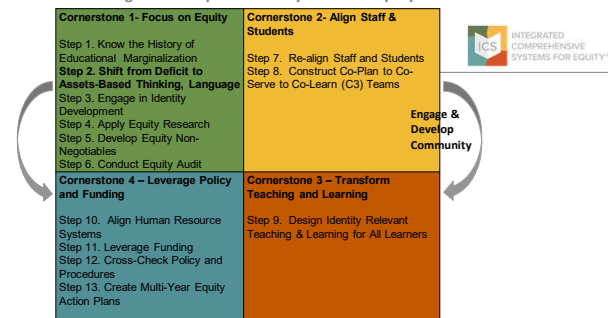 Cornerstone 1- Focus on Equity
Step 1. Know the History of
Educational Marginalization
Step 2. Shift from Deficit to
Assets-Based Thinking, Language
Step 3. Engage in Identity
Development
Step 4. Apply Equity Research
Step 5. Develop Equity Non-
Negotiables
Step 6. Conduct Equity Audit
Cornerstone 2- Align Staff &
Students
Step 7. Re-align Staff and Students
Step 8. Construct Co-Plan to Co-
Serve to Co-Learn (C3) Teams
ICS
INTEGRATED
COMPREHENSIVE
SYSTEMS FOR EQUITY™
Engage &
Develop
Community
Cornerstone 4 – Leverage Policy
and Funding
Step 10. Align Human Resource
Systems
Step 11. Leverage Funding
Step 12. Cross-Check Policy and
Procedures
Step 13. Create Multi-Year Equity
Action Plans
Cornerstone 3 – Transform
Teaching and Learning
Step 9. Design Identity Relevant
Teaching & Learning for All Learners